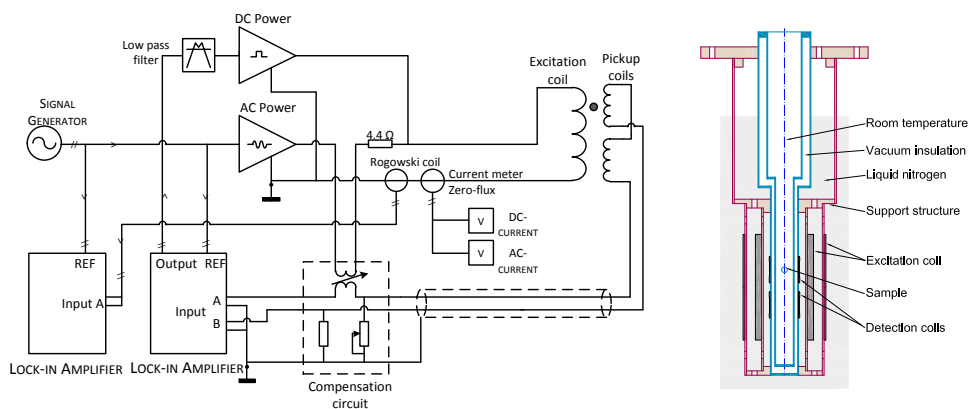 DC Power
Low pass
filter
SIGNAL
GENERATOR
AC Power
4.4 Ω
Rogowski coil
Current meter
Zero-flux
Excitation
coil
Pickup
coils
V
DC-
CURRENT
V
AC-
CURRENT
REF
Input A
LOCK-IN AMPLIFIER
Output
REF
A
Input
B
LOCK-IN AMPLIFIER
Compensation
circuit
Room temperature
Vacuum insulation
Liquid nitrogen
Support structure
Excitation coil
Sample
Detection coils